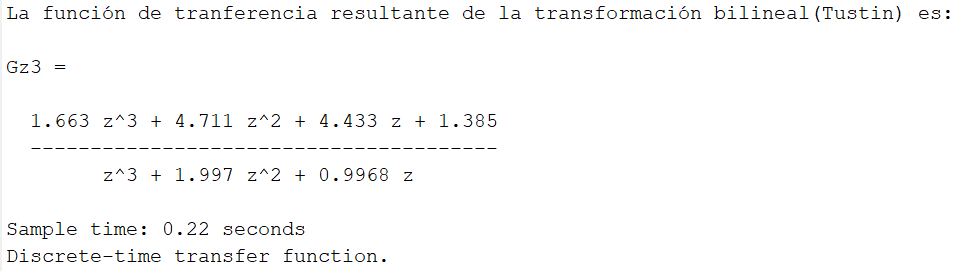 La función de tranferencia resultante de la transformación bilineal(Tustin) es:
Gz3 =
1.663 z^3 + 4.711 z^2 + 4.433 z + 1.385
---------------------------------------
z^3 + 1.997 z^2 + 0.9968 z
Sample time: 0.22 seconds
Discrete-time transfer function.